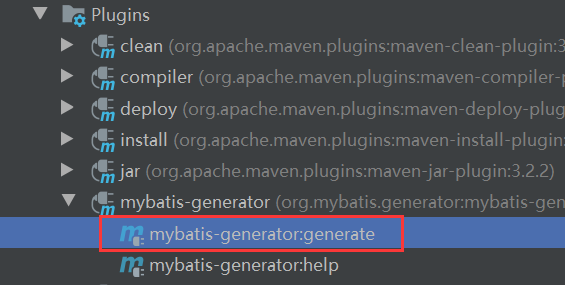 Plugins
clean (org.apache.maven.plugins:maven-clean-plugin:3
compiler (org.apache.maven.plugins:maven-compiler-p
deploy (org.apache.maven.plugins:maven-deploy-plug
install (org.apache.maven.plugins:maven-install-plugin:
jar (org.apache.maven.plugins:maven-jar-plugin:3.2.2)
mybatis-generator (org.mybatis.generator:mybatis-gen
mybatis-generator:generate
mybatis-generator:help